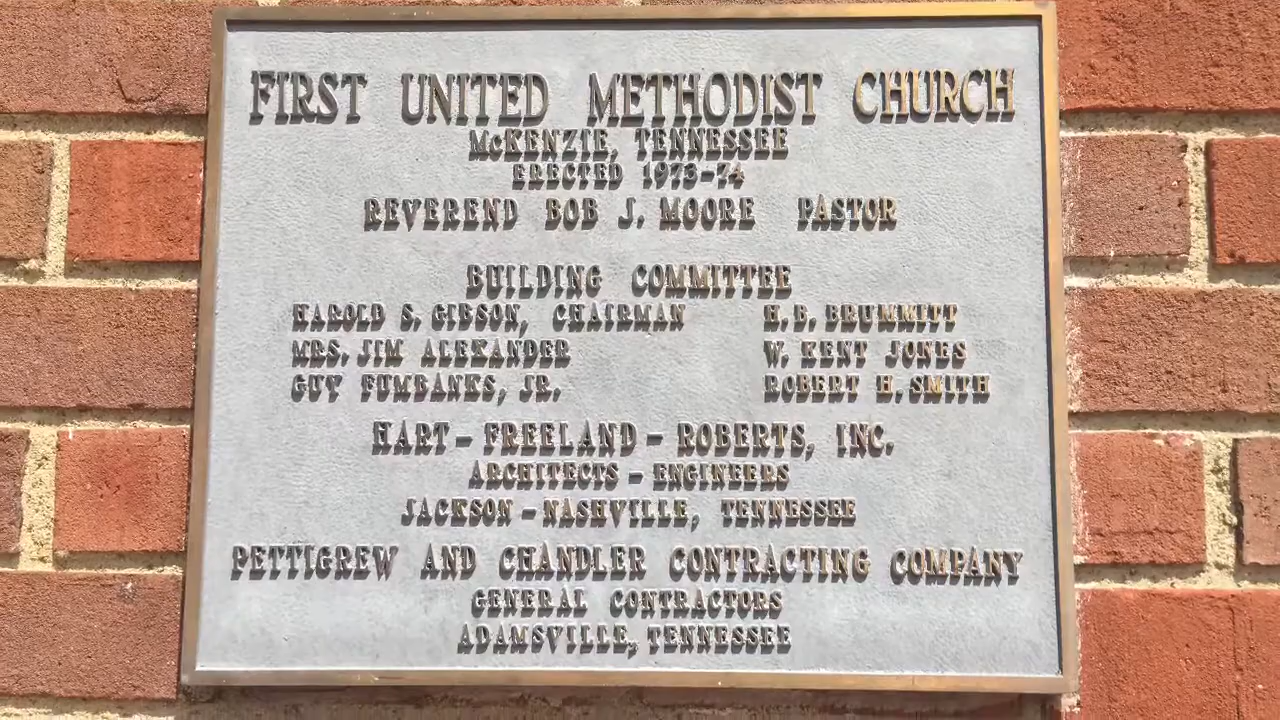 FIRST UNITED METHODIST CHURCH
McKENZIE, TENNESSEE
ERECTED 1973-74
REVEREND BOB J. MOORE PASTOR
BUILDING COMMITTEE
HAROLD S. GIBSON, CHAIRMAN H. B. BRUMMITT
MRS. JIM ALEXANDER W. KENT JONES
GUY FUMBANKS, JR. ROBERT H. SMITH
HART - FREELAND - ROBERTS, INC.
ARCHITECTS - ENGINEERS
JACKSON - NASHVILLE, TENNESSEE
PETTIGREW AND CHANDLER CONTRACTING COMPANY
GENERAL CONTRACTORS
ADAMSVILLE, TENNESSEE